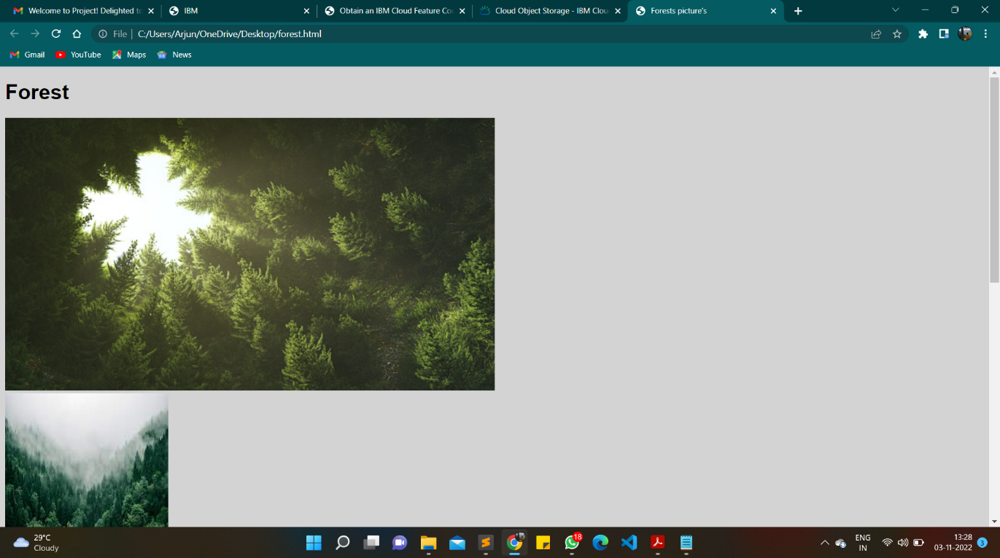 Welcome to Project! Delighted to
IBM
Obtain an IBM Cloud Feature Co
Cloud Object Storage - IBM Clou
Forests picture's
File | C:/Users/Arjun/OneDrive/Desktop/forest.html
Gmail YouTube Maps News
Forest
29°C
Cloudy
18
ENG
IN
13:28
03-11-2022
3